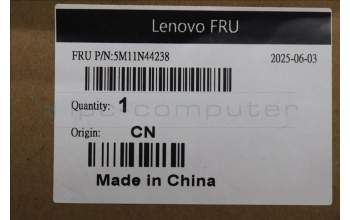 Lenovo FRU
FRU P/N:5M11N44238 2025-06-03
Quantity: 1
Origin: CN
Made in China